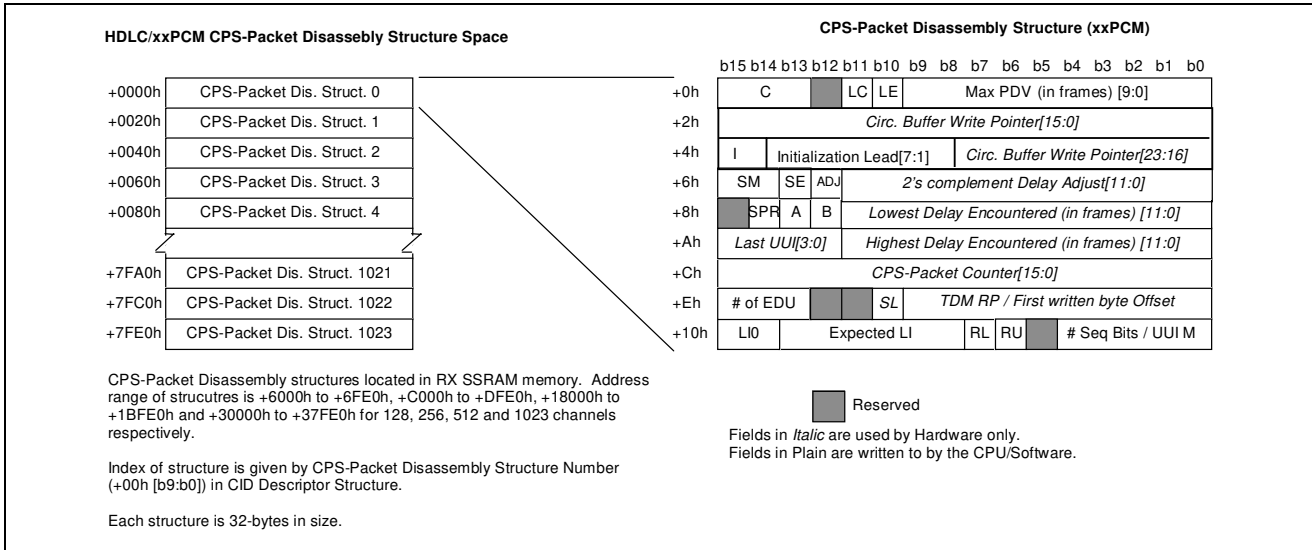 HDLC/xxPCM CPS-Packet Disassebly Structure Space
+0000h CPS-Packet Dis. Struct. 0
+0020h CPS-Packet Dis. Struct. 1
+0040h CPS-Packet Dis. Struct. 2
+0060h CPS-Packet Dis. Struct. 3
+0080h CPS-Packet Dis. Struct. 4
+7FA0h CPS-Packet Dis. Struct. 1021
+7FC0h CPS-Packet Dis. Struct. 1022
+7FE0h CPS-Packet Dis. Struct. 1023
CPS-Packet Disassembly structures located in RX SSRAM memory. Address
range of strucutres is +6000h to +6FE0h, +C000h to +DFE0h, +18000h to
+1BFE0h and +30000h to +37FE0h for 128, 256, 512 and 1023 channels
respectively.
Index of structure is given by CPS-Packet Disassembly Structure Number
(+00h [b9:b0]) in CID Descriptor Structure.
Each structure is 32-bytes in size.
CPS-Packet Disassembly Structure (xxPCM)
b15 b14 b13 b12 b11 b10 b9 b8 b7 b6 b5 b4 b3 b2 b1 b0
+0h C LC LE Max PDV (in frames) [9:0]
+2h Circ. Buffer Write Pointer[15:0]
+4h I Initialization Lead[7:1] Circ. Buffer Write Pointer[23:16]
+6h SM SE ADJ 2's complement Delay Adjust[11:0]
+8h SPR A B Lowest Delay Encountered (in frames) [11:0]
+Ah Last UUI[3:0] Highest Delay Encountered (in frames) [11:0]
+Ch CPS-Packet Counter[15:0]
+Eh # of EDU SL TDM RP / First written byte Offset
+10h LI0 Expected LI RL RU # Seq Bits / UUI M
Reserved
Fields in Italic are used by Hardware only.
Fields in Plain are written to by the CPU/Software.